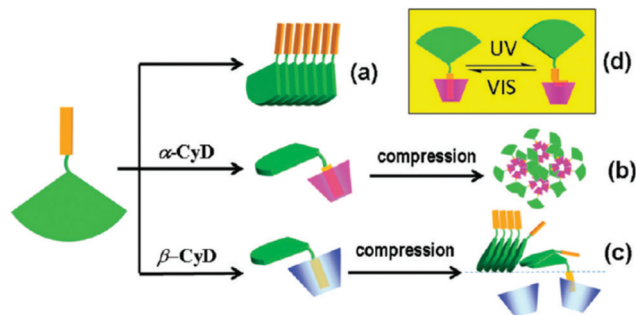 (a)
UV
VIS
(d)
α-CyD
compression
(b)
β-CyD
compression
(c)